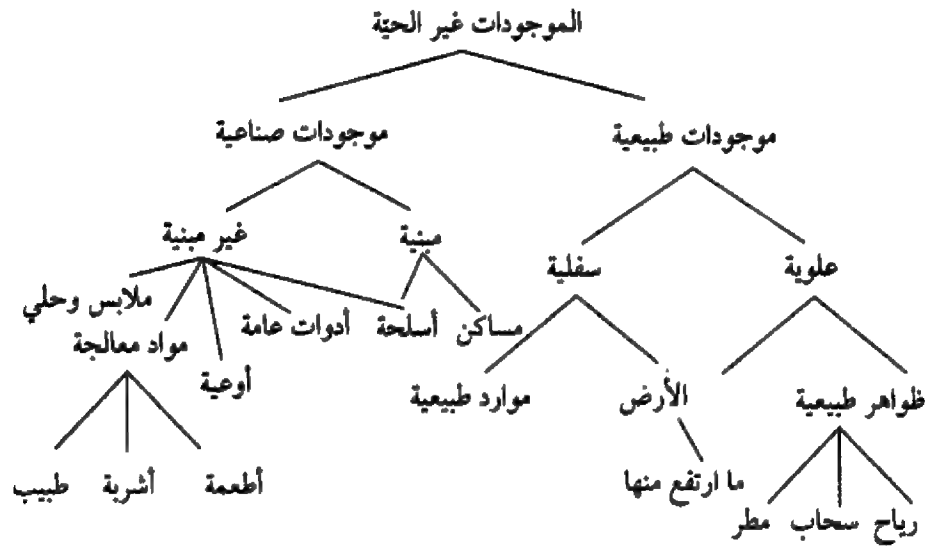 الموجودات غير الحيّة
موجودات طبيعية
موجودات صناعية
علوية
سفلية
مبنية
غير مبنية
مساكن
أسلحة
أدوات عامة
أوعية
مواد معالجة
ملابس وحلي
ظواهر طبيعية
الأرض
موارد طبيعية
ما ارتفع منها
رياح
سحاب
مطر
أطعمة
أشربة
طبيب